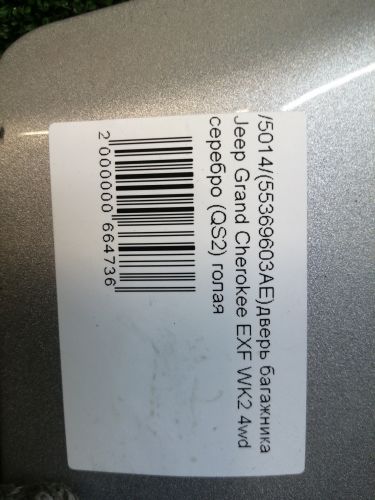 /5014/(55369603AE)дверь багажника
Jeep Grand Cherokee EXF WK2 4wd
серебро (QS2) голая
2 000000 664736